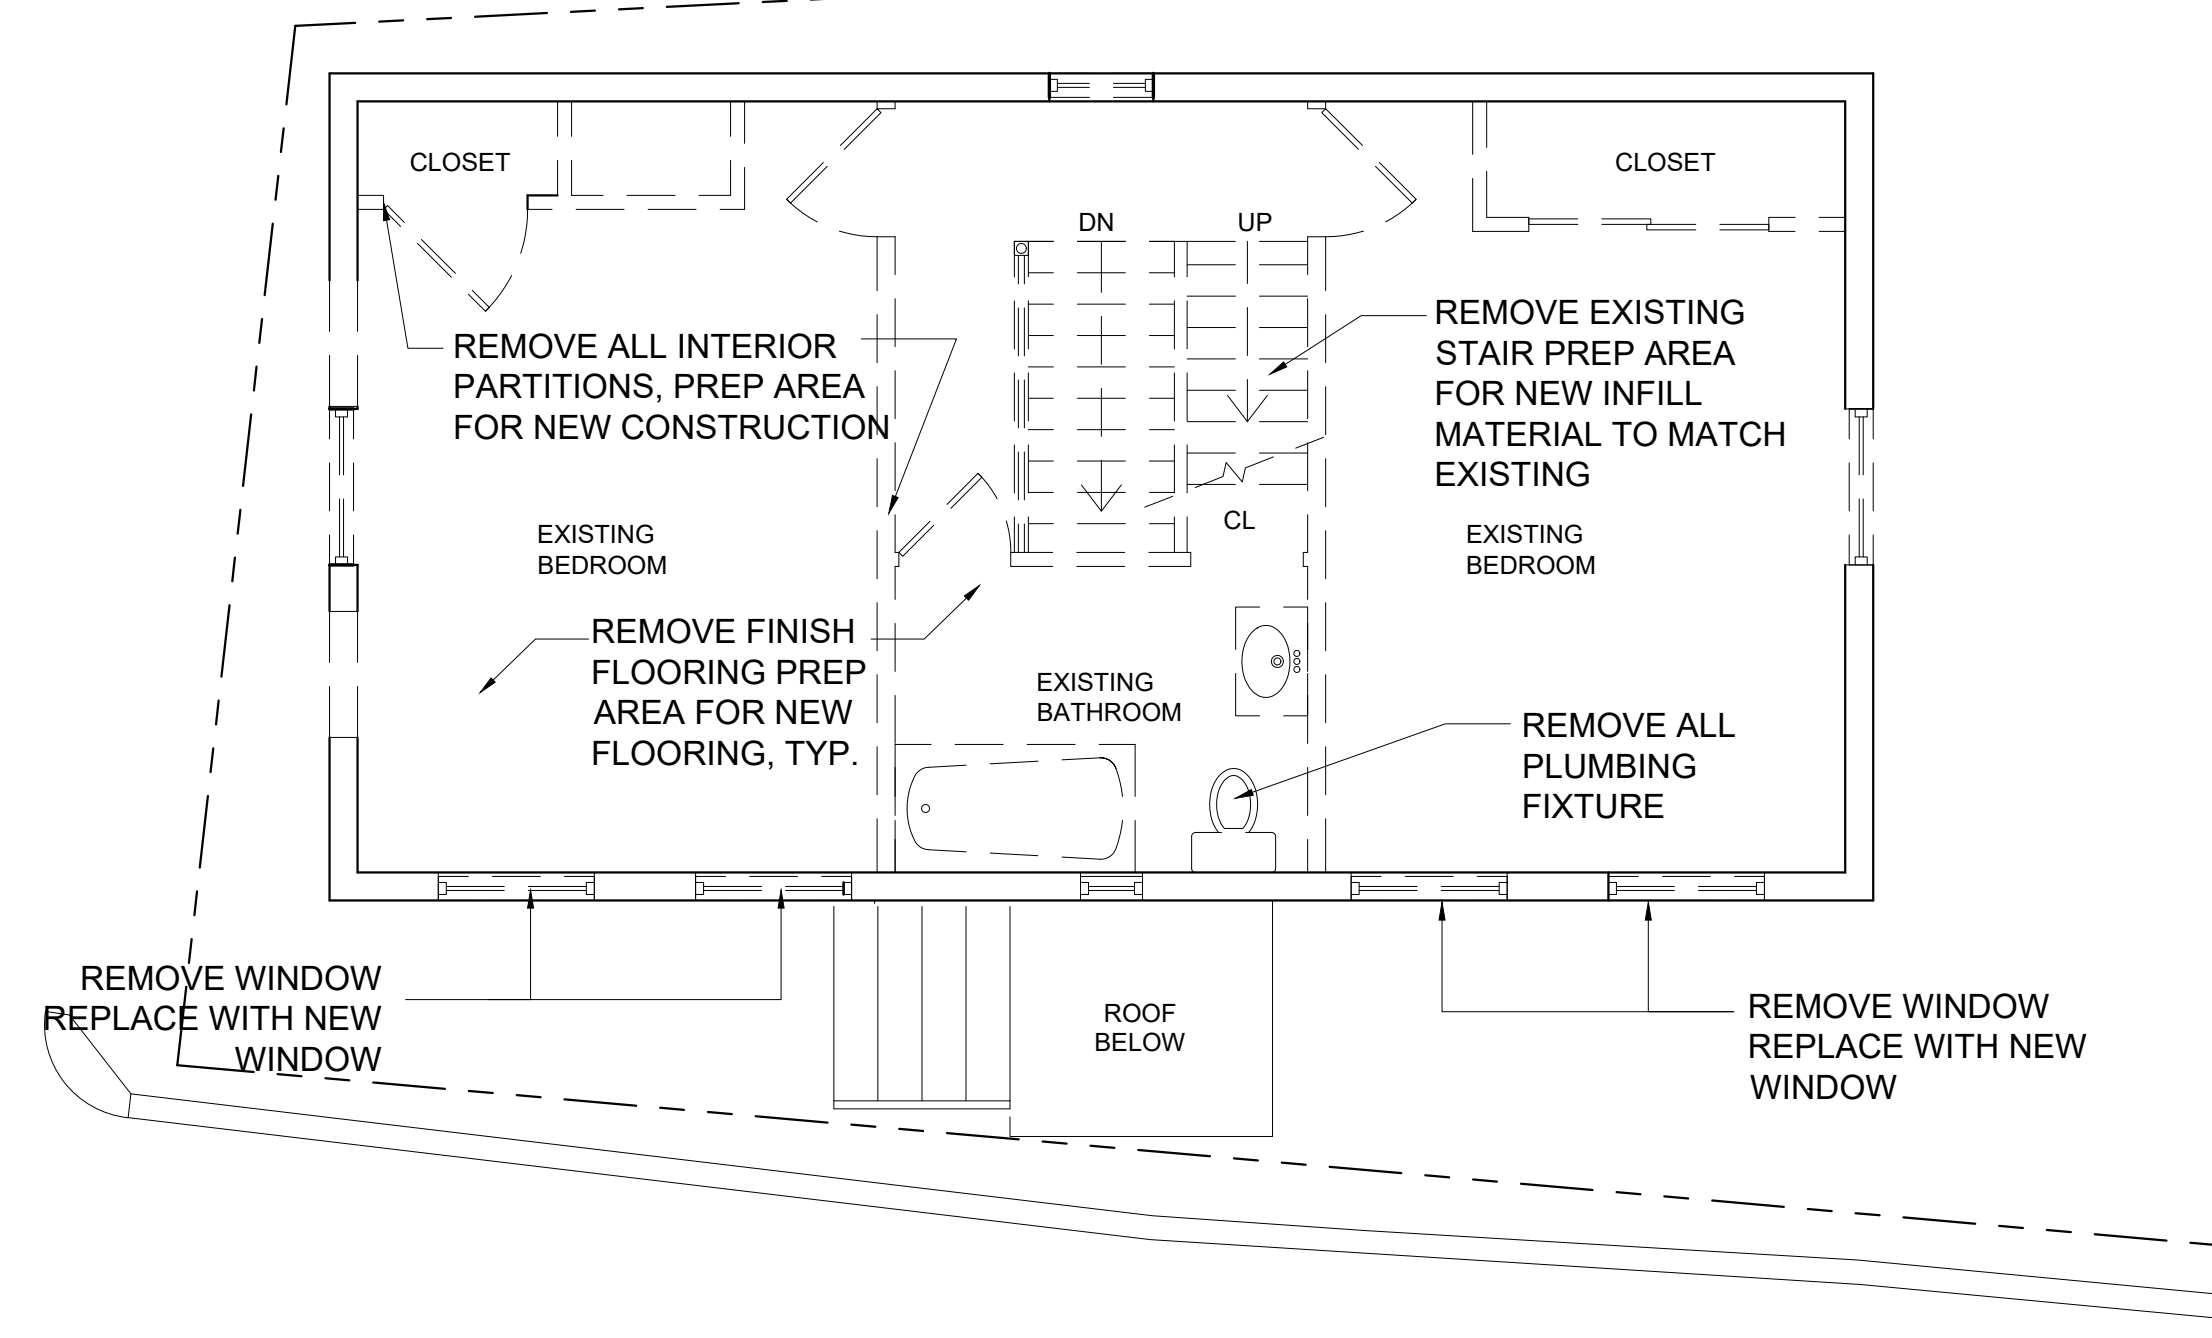 CLOSET
CLOSET
DN
UP
REMOVE ALL INTERIOR
PARTITIONS, PREP AREA
FOR NEW CONSTRUCTION
REMOVE EXISTING
STAIR PREP AREA
FOR NEW INFILL
MATERIAL TO MATCH
EXISTING
CL
EXISTING
BEDROOM
EXISTING
BEDROOM
REMOVE FINISH
FLOORING PREP
AREA FOR NEW
FLOORING, TYP.
EXISTING
BATHROOM
REMOVE ALL
PLUMBING
FIXTURE
REMOVE WINDOW
REPLACE WITH NEW
WINDOW
ROOF
BELOW
REMOVE WINDOW
REPLACE WITH NEW
WINDOW